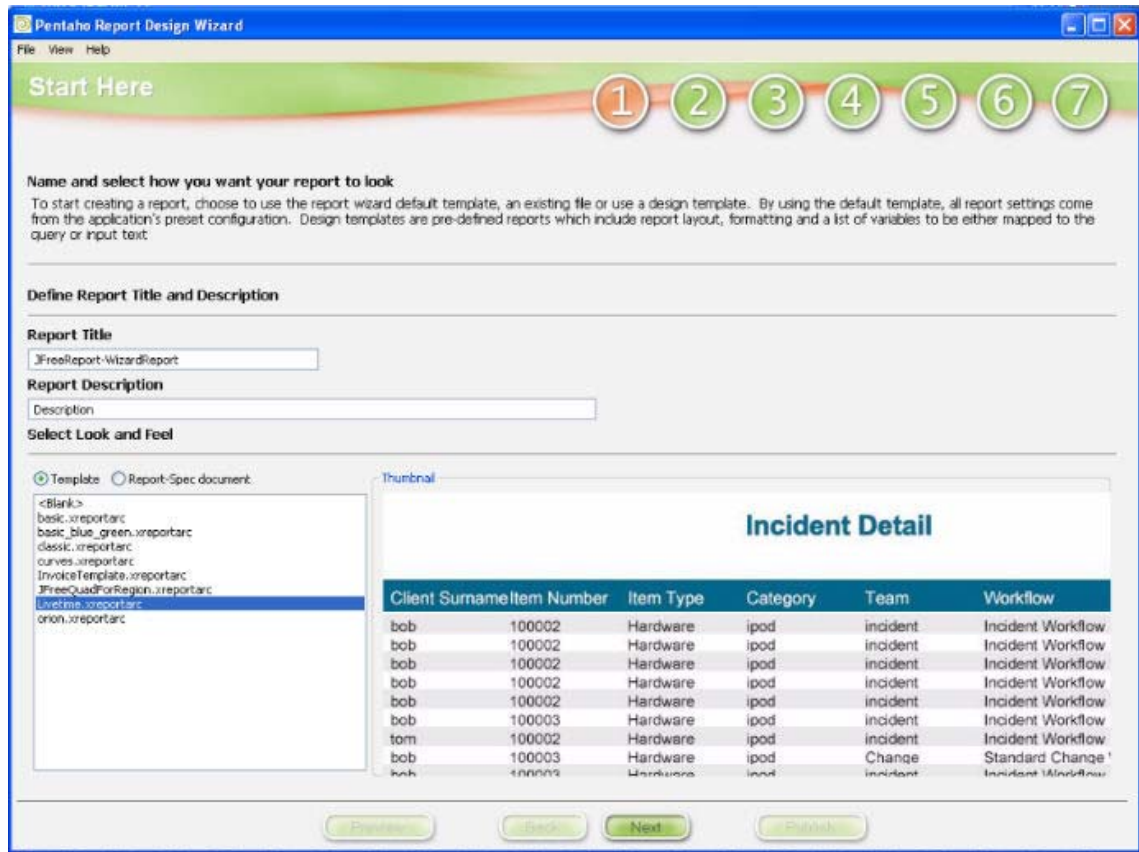 Pentaho Report Design Wizard
File View Help
Start Here
1 2 3 4 5 6 7
Name and select how you want your report to look
To start creating a report, choose to use the report wizard default template, an existing file or use a design template. By using the default template, all report settings come
from the application's preset configuration. Design templates are pre-defined reports which include report layout, formatting and a list of variables to be either mapped to the
query or input text
Define Report Title and Description
Report Title
JFreeReport-WizardReport
Report Description
Description
Select Look and Feel
Template Report-Spec document
<Blank>
basic.xreportarc
basic_blue_green.xreportarc
classic.xreportarc
curves.xreportarc
InvoiceTemplate.xreportarc
JFreeQuadForRegion.xreportarc
Livetime.xreportarc
orion.xreportarc
Thumbnail
Incident Detail
Client Surname Item Number Item Type Category Team Workflow
bob 100002 Hardware ipod incident Incident Workflow
bob 100002 Hardware ipod incident Incident Workflow
bob 100002 Hardware ipod incident Incident Workflow
bob 100002 Hardware ipod incident Incident Workflow
bob 100002 Hardware ipod incident Incident Workflow
bob 100003 Hardware ipod incident Incident Workflow
tom 100002 Hardware ipod incident Incident Workflow
bob 100003 Hardware ipod Change Standard Change
bob 100003 Hardware ipod incident Incident Workflow
Preview Back Next Publish